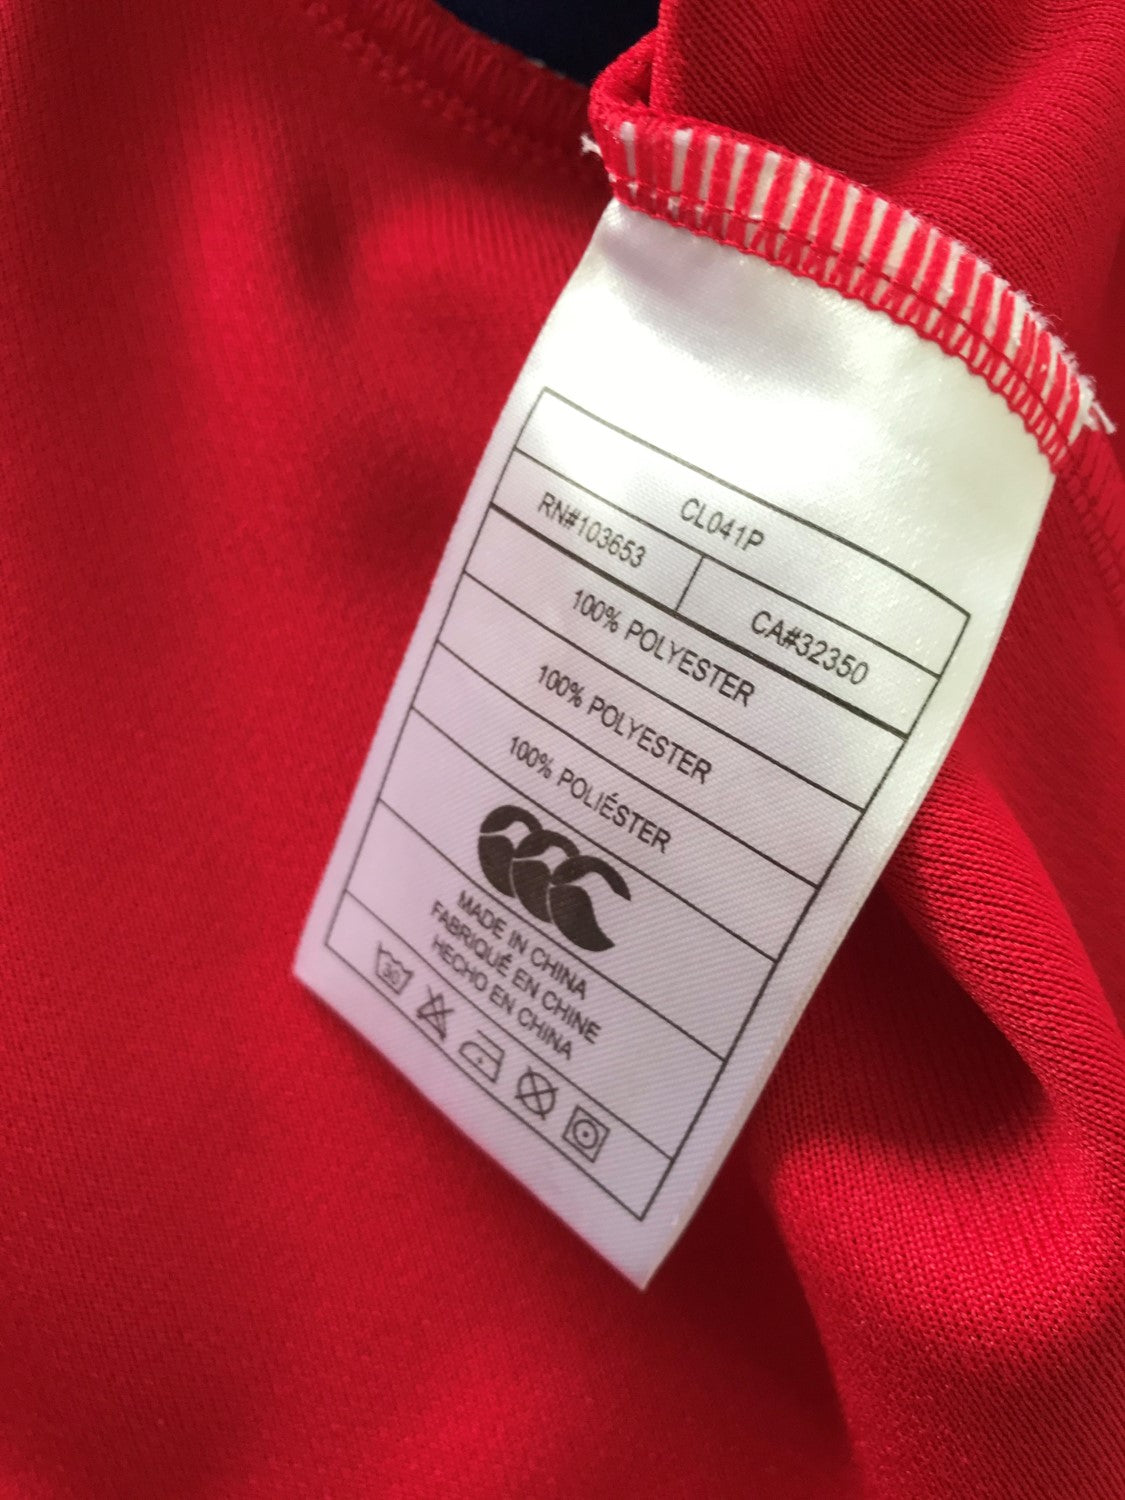 CL041P
RN#103653 CA#32350
100% POLYESTER
100% POLYESTER
100% POLIÉSTER
CCC
MADE IN CHINA
FABRIQUÉ EN CHINE
HECHO EN CHINA
30